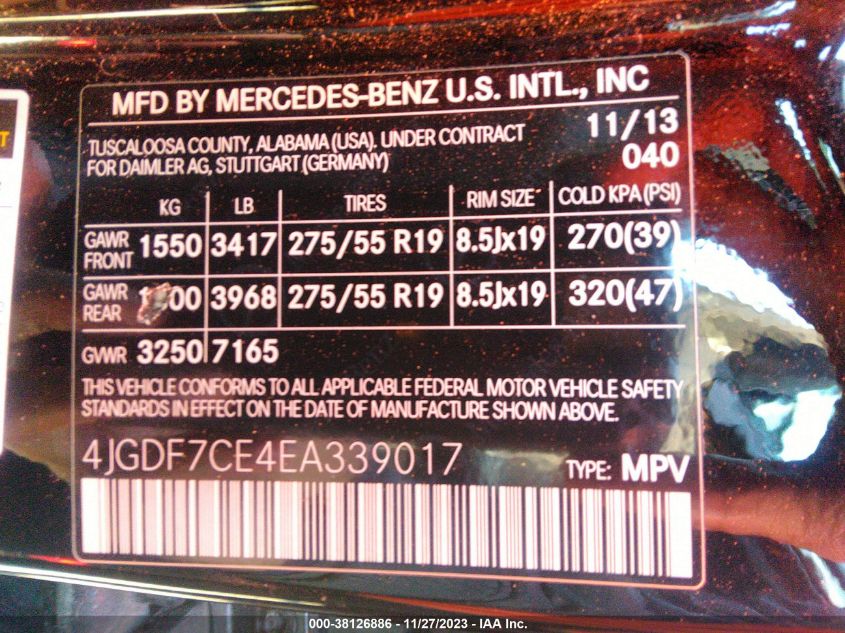 MFD BY MERCEDES-BENZ U.S. INTL., INC
TUSCALOOSA COUNTY, ALABAMA (USA). UNDER CONTRACT 11/13
FOR DAIMLER AG, STUTTGART (GERMANY) 040
KG LB TIRES RIM SIZE COLD KPA (PSI)
GAWR FRONT 1550 3417 275/55 R19 8.5Jx19 270(39)
GAWR REAR 3968 275/55 R19 8.5Jx19 320(47)
GVWR 3250 7165
THIS VEHICLE CONFORMS TO ALL APPLICABLE FEDERAL MOTOR VEHICLE SAFETY
STANDARDS IN EFFECT ON THE DATE OF MANUFACTURE SHOWN ABOVE.
4JGDF7CE4EA339017 TYPE: MPV
000-38126886 - 11/27/2023 - IAA Inc.